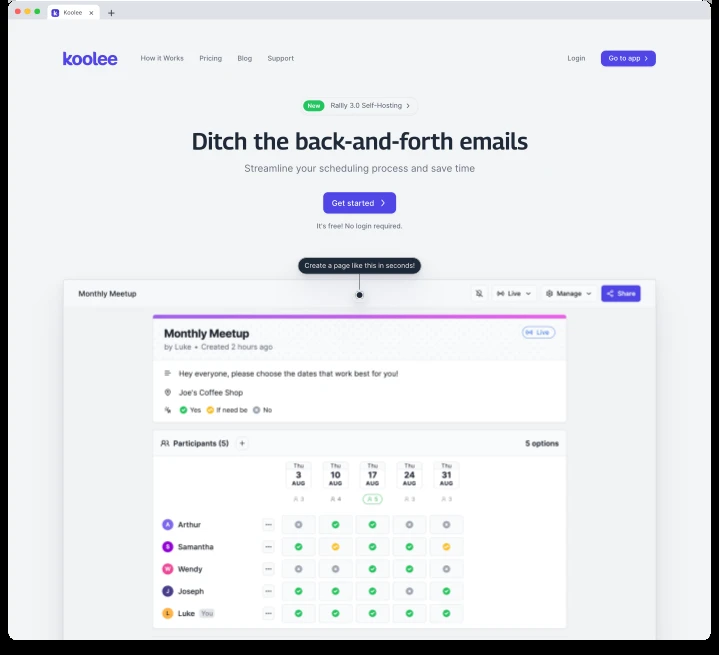 Koolee
koolee
How it Works
Pricing
Blog
Support
Login
Go to app
New Rallly 3.0 Self-Hosting
Ditch the back-and-forth emails
Streamline your scheduling process and save time
Get started
It's free! No login required.
Create a page like this in seconds!
Monthly Meetup
Live
Manage
Share
Monthly Meetup
Live
by Luke • Created 2 hours ago
Hey everyone, please choose the dates that work best for you!
Joe's Coffee Shop
Yes If need be No
Participants (5)
5 options
Thu Thu Thu Thu Thu
3 10 17 24 31
AUG AUG AUG AUG AUG
3 4 5 3 3
A Arthur
S Samantha
W Wendy
J Joseph
L Luke You